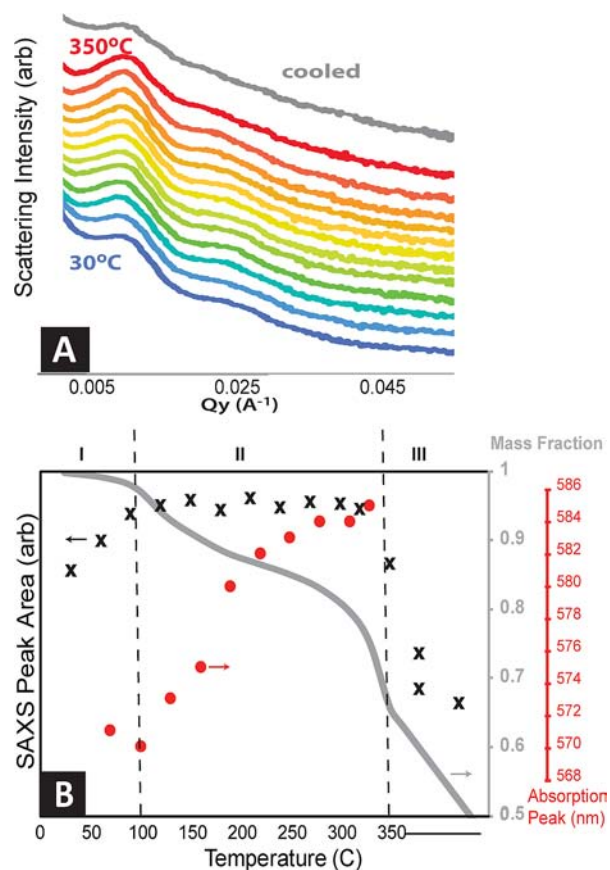 350°C
cooled
30°C
Scattering Intensity (arb)
A
0.005
0.025
0.045
Qy (A⁻¹)
I
II
III
Mass Fraction
SAXS Peak Area (arb)
1
0.9
0.8
0.7
0.6
0.5
586
584
582
580
578
576
574
572
570
568
Absorption
Peak (nm)
B
0
50
100
150
200
250
300
350
Temperature (C)